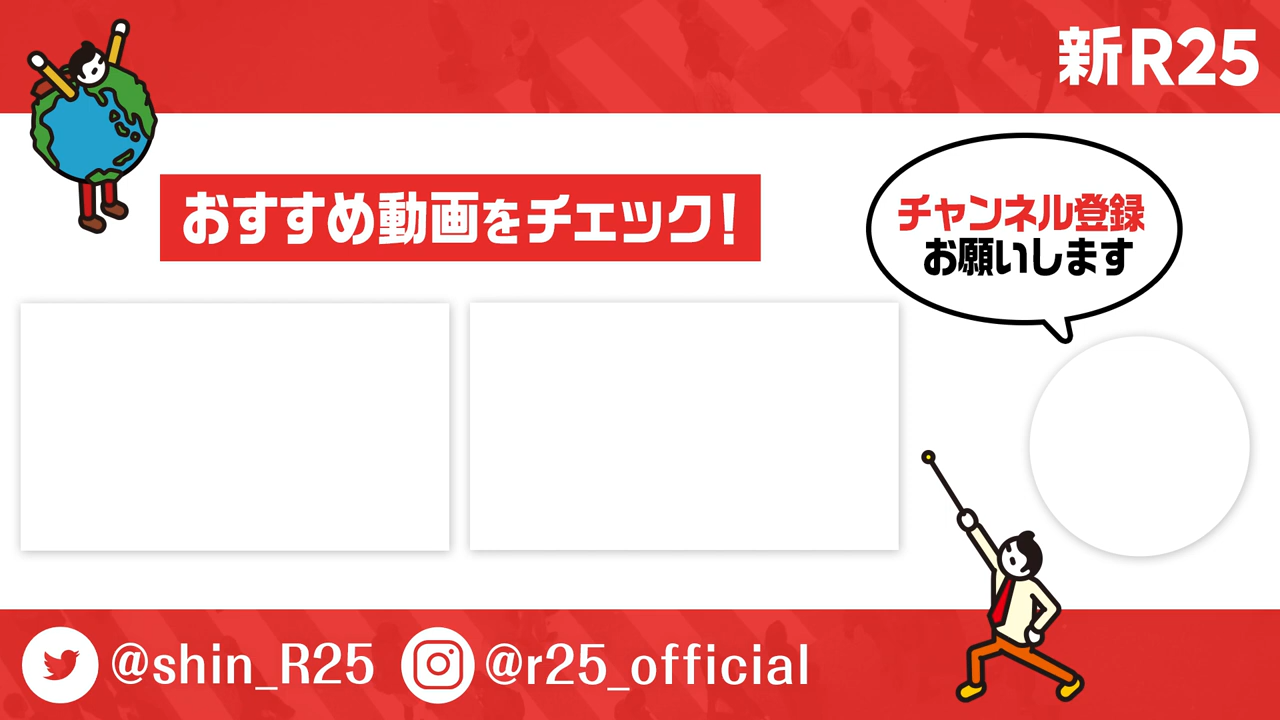 新R25
おすすめ動画をチェック!
チャンネル登録
お願いします
@shin_R25
@r25_official